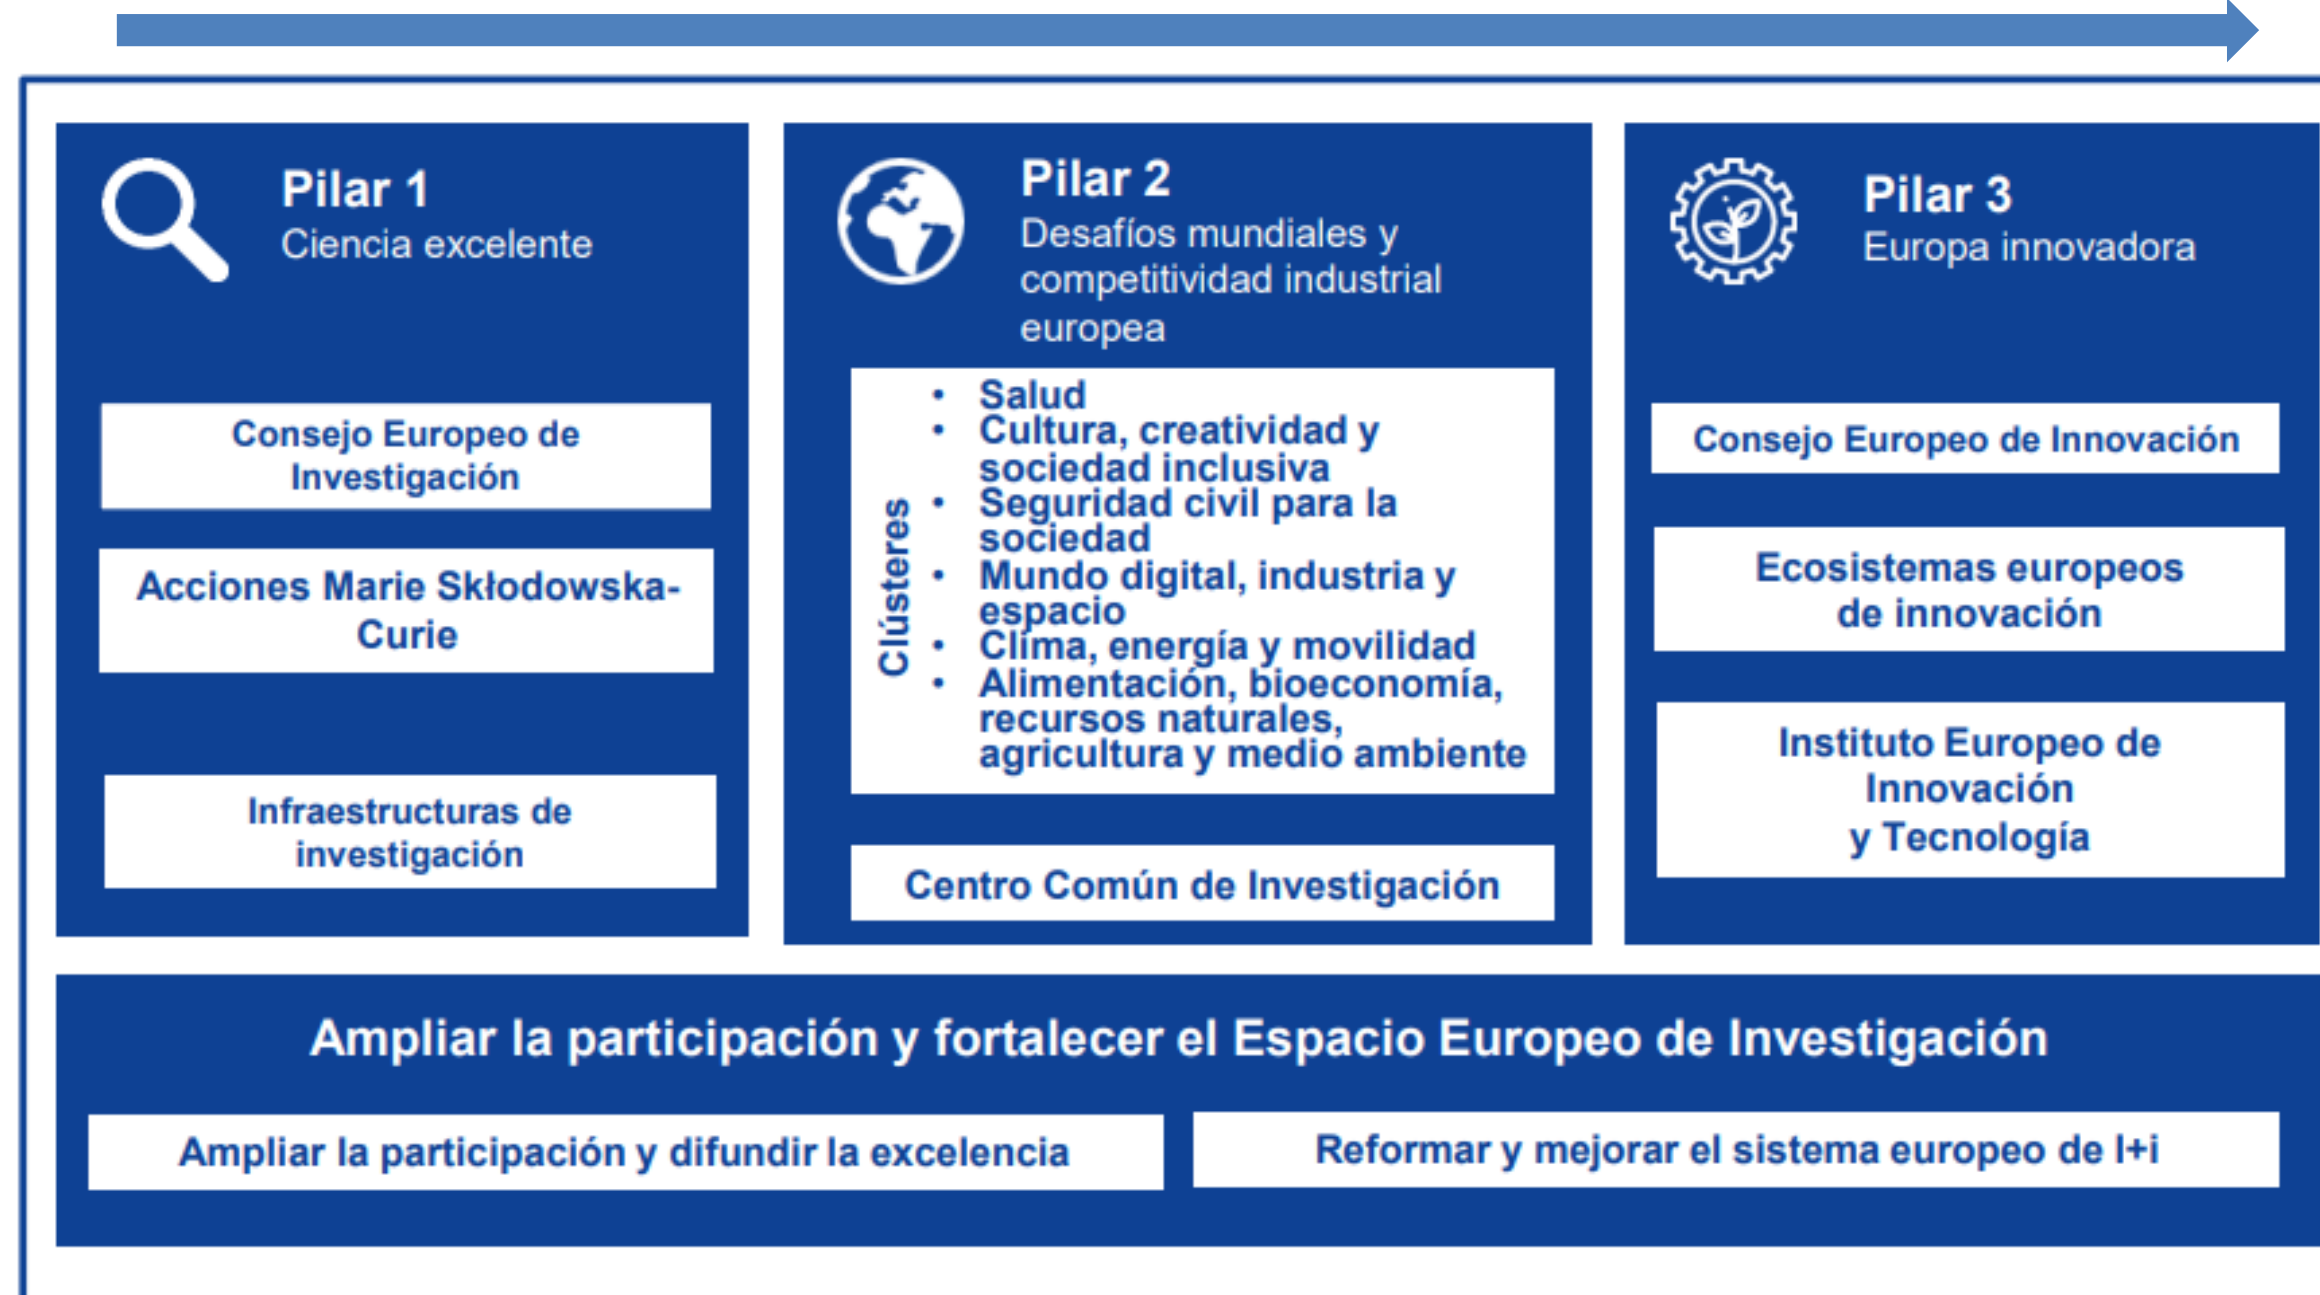 Pilar 1
Ciencia excelente
Consejo Europeo de
Investigación
Acciones Marie Skłodowska-
Curie
Infraestructuras de
investigación
Pilar 2
Desafíos mundiales y
competitividad industrial
europea
Clústeres
• Salud
• Cultura, creatividad y
sociedad inclusiva
• Seguridad civil para la
sociedad
• Mundo digital, industria y
espacio
• Clima, energía y movilidad
• Alimentación, bioeconomía,
recursos naturales,
agricultura y medio ambiente
Centro Común de Investigación
Pilar 3
Europa innovadora
Consejo Europeo de Innovación
Ecosistemas europeos
de innovación
Instituto Europeo de
Innovación
y Tecnología
Ampliar la participación y fortalecer el Espacio Europeo de Investigación
Ampliar la participación y difundir la excelencia
Reformar y mejorar el sistema europeo de I+i